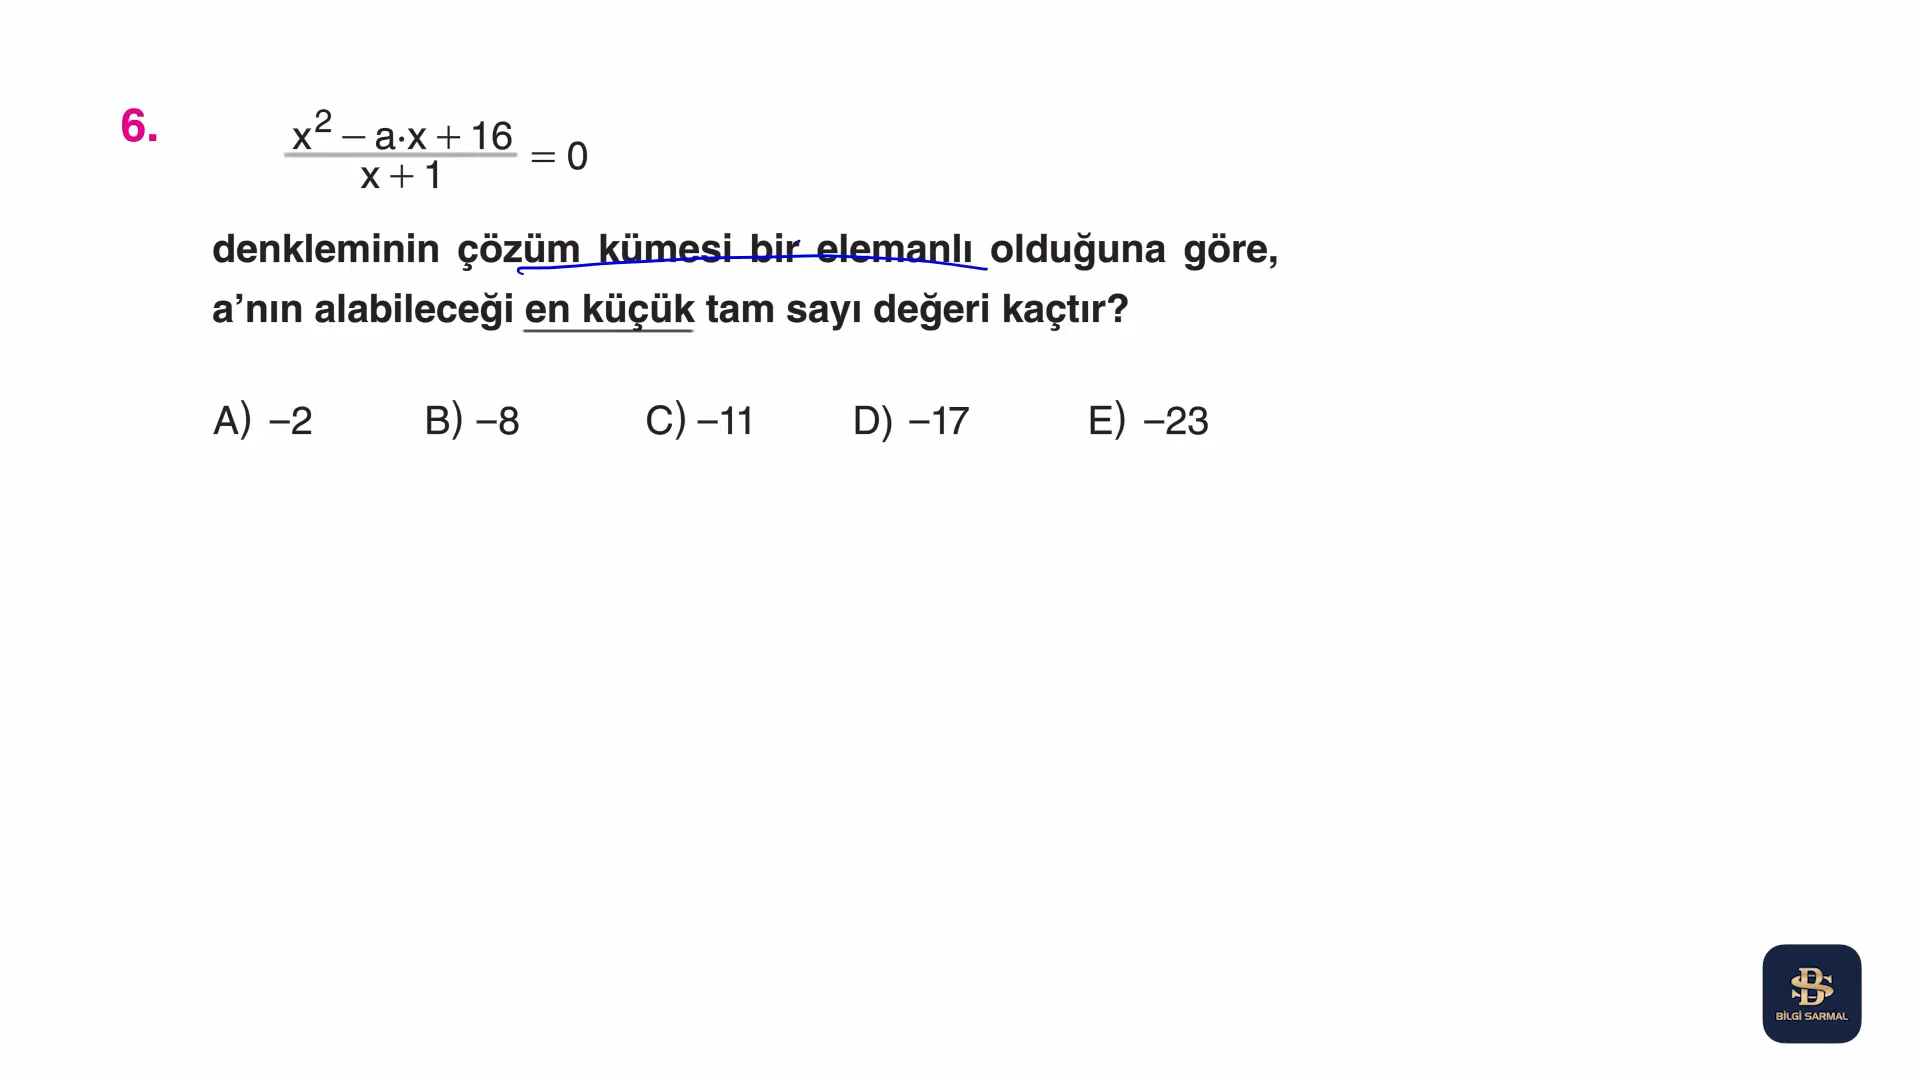 6.
x² – a·x + 16
x + 1
= 0
denkleminin çözüm kümesi bir elemanlı olduğuna göre,
a’nın alabileceği en küçük tam sayı değeri kaçtır?
A) –2 B) –8 C) –11 D) –17 E) –23
BİLGİ SARMAL